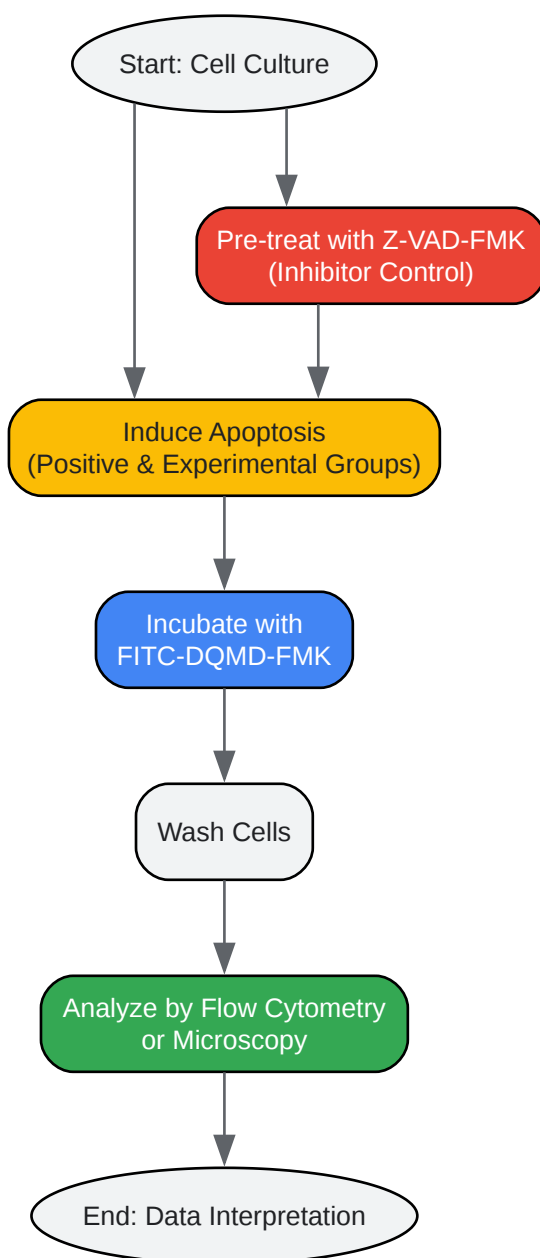 Start: Cell Culture
Pre-treat with Z-VAD-FMK
(Inhibitor Control)
Induce Apoptosis
(Positive & Experimental Groups)
Incubate with
FITC-DQMD-FMK
Wash Cells
Analyze by Flow Cytometry
or Microscopy
End: Data Interpretation